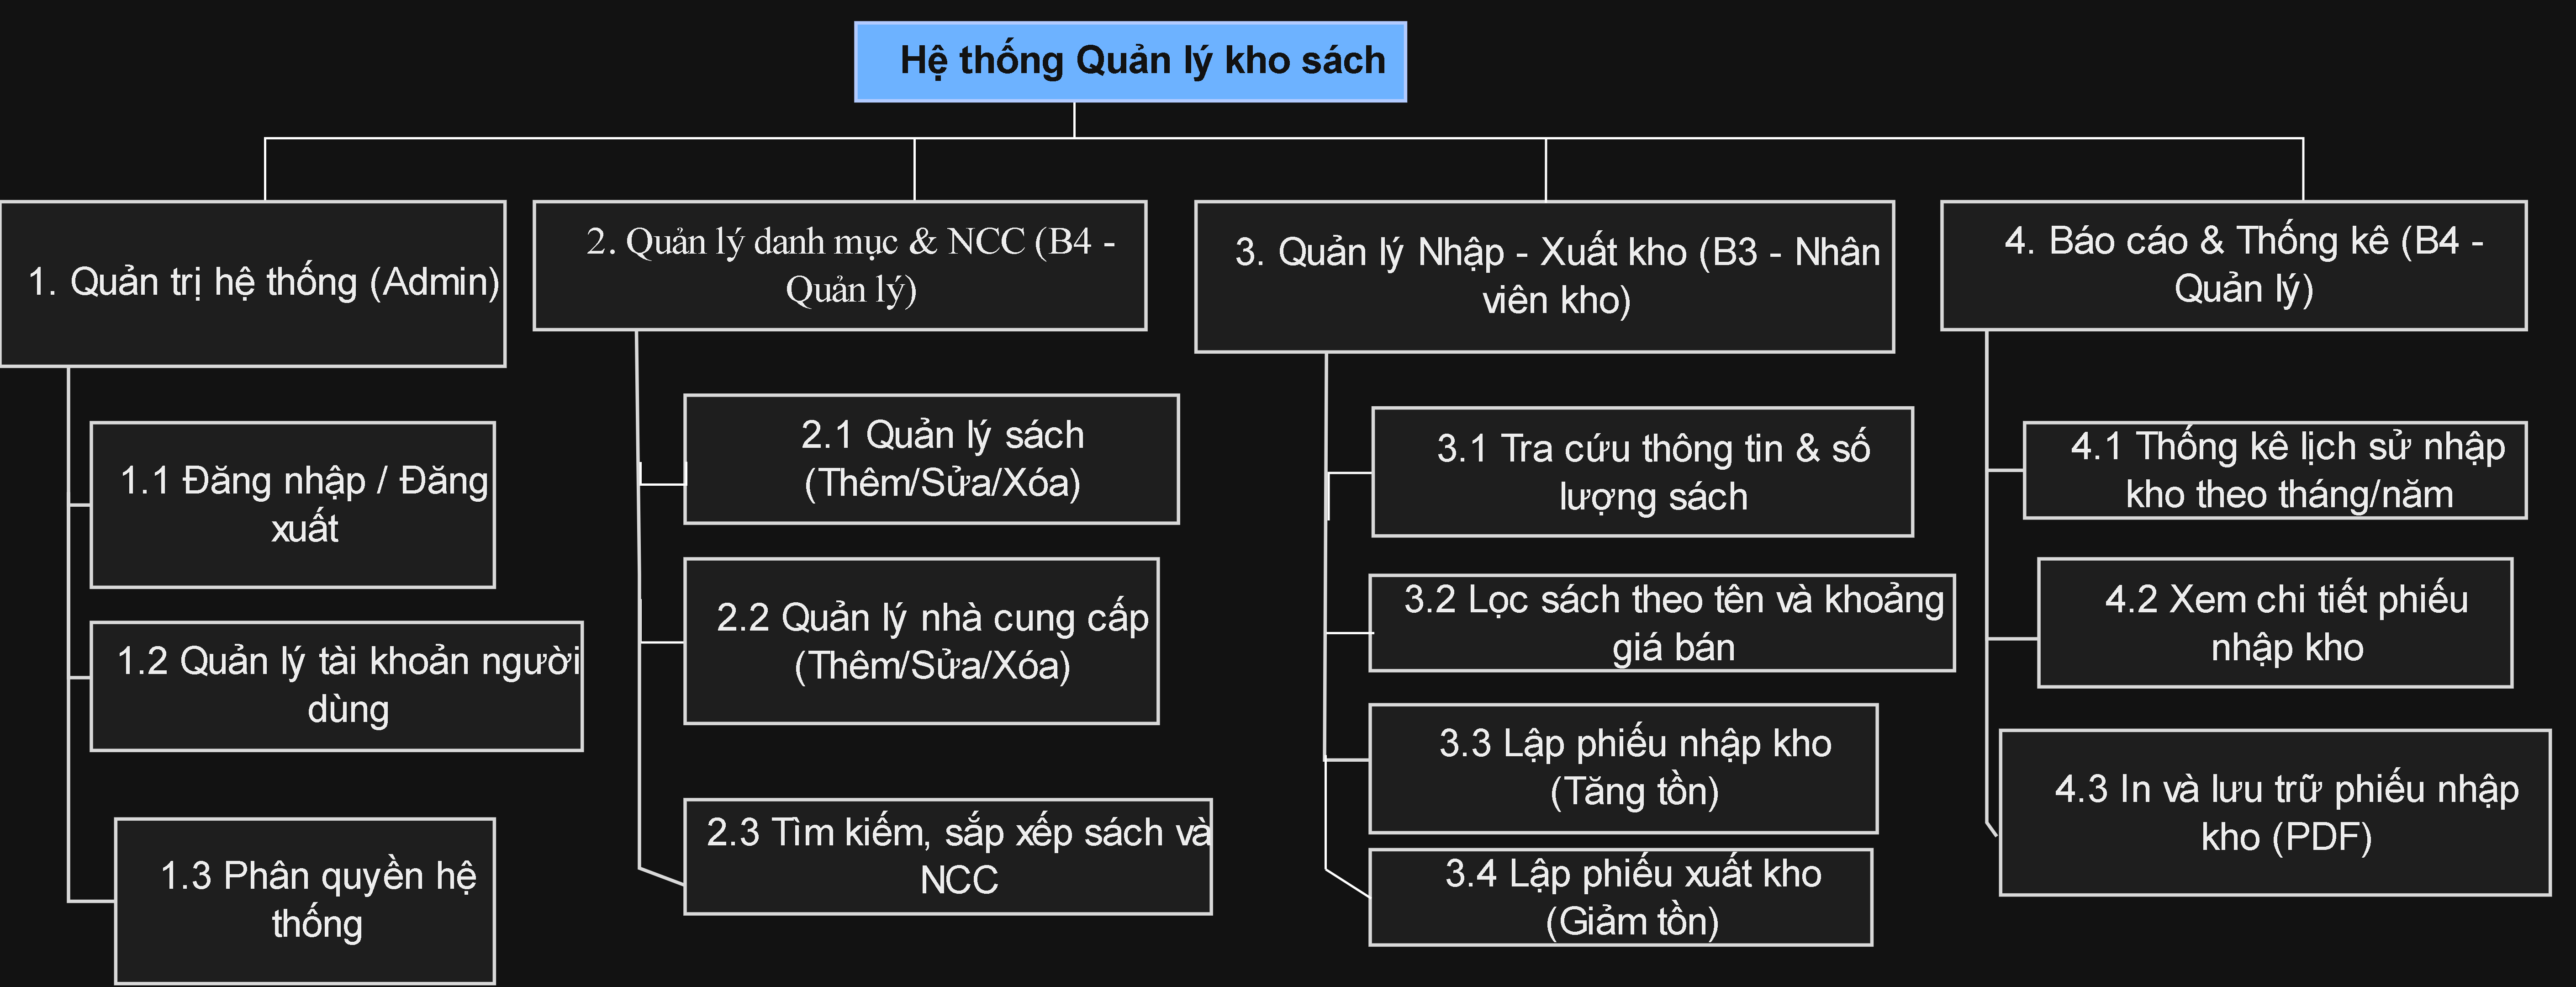 Hệ thống Quản lý kho sách
1. Quản trị hệ thống (Admin)
2. Quản lý danh mục & NCC (B4 -
Quản lý)
3. Quản lý Nhập - Xuất kho (B3 - Nhân
viên kho)
4. Báo cáo & Thống kê (B4 -
Quản lý)
1.1 Đăng nhập / Đăng
xuất
1.2 Quản lý tài khoản người
dùng
1.3 Phân quyền hệ
thống
2.1 Quản lý sách
(Thêm/Sửa/Xóa)
2.2 Quản lý nhà cung cấp
(Thêm/Sửa/Xóa)
2.3 Tìm kiếm, sắp xếp sách và
NCC
3.1 Tra cứu thông tin & số
lượng sách
3.2 Lọc sách theo tên và khoảng
giá bán
3.3 Lập phiếu nhập kho
(Tăng tồn)
3.4 Lập phiếu xuất kho
(Giảm tồn)
4.1 Thống kê lịch sử nhập
kho theo tháng/năm
4.2 Xem chi tiết phiếu
nhập kho
4.3 In và lưu trữ phiếu nhập
kho (PDF)